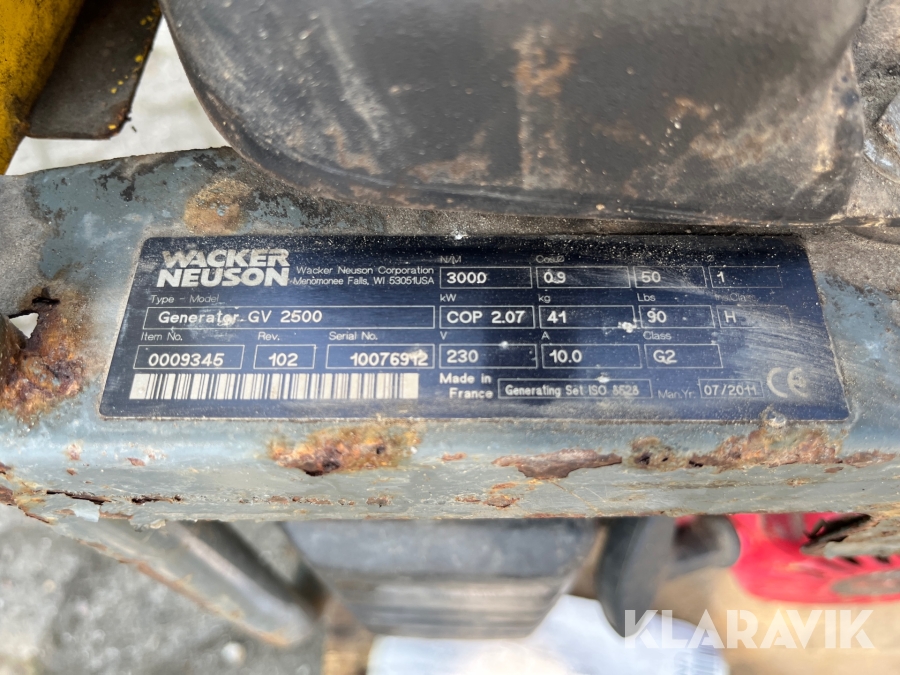 WACKER
NEUSON
Wacker Neuson Corporation
Menomonee Falls, WI 53051USA
N/M
3000
0.9
50
1
Type - Model
Generator GV 2500
kW
COP 2.07
kg
41
Lbs
90
H
Item No.
0009345
Rev.
102
Serial No.
10076912
V
230
A
10.0
Class
G2
Made in
France
Generating Set ISO 8528
Man.Yr.
07/2011
CE
KLARAVIK